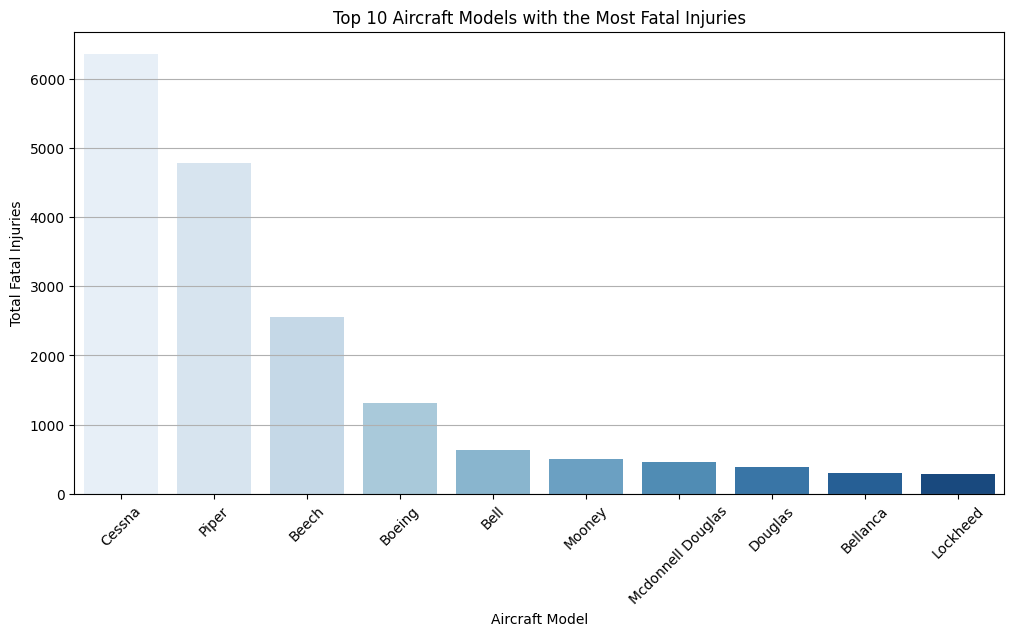 Top 10 Aircraft Models with the Most Fatal Injuries
Total Fatal Injuries
6000
5000
4000
3000
2000
1000
0
Cessna
Piper
Beech
Boeing
Bell
Mooney
Mcdonnell Douglas
Douglas
Bellanca
Lockheed
Aircraft Model